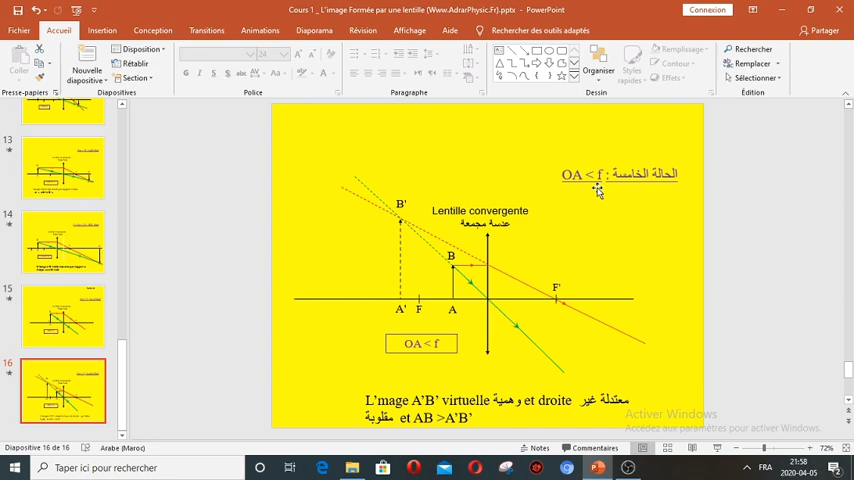 Cours 1 _ L'image Formée par une lentille (Www.AdrarPhysic.Fr).pptx - PowerPoint
Connexion
Fichier Accueil Insertion Conception Transitions Animations Diaporama Révision Affichage Rechercher des outils adaptés Partager
Coller
Nouvelle diapositive
Disposition
Rétablir
Section
24
G I S S
Organiser
Styles rapides
Remplissage
Contour
Effets
Rechercher
Remplacer
Sélectionner
Presse-papiers Diapositives Police Paragraphe Dessin Édition
13
14
15
16
الحالة الخامسة : OA < f
B'
Lentille convergente
عدسة مجمعة
B
F'
A' F A
OA < f
L'mage A'B' virtuelle وهمية et droite معتدلة غير
مقلوبة et AB >A'B'
Activer Windows
Accédez aux paramètres pour activer Windows.
Diapositive 16 de 16 Arabe (Maroc) Notes Commentaires 72%
Taper ici pour rechercher
FRA
21:58
2020-04-05
2